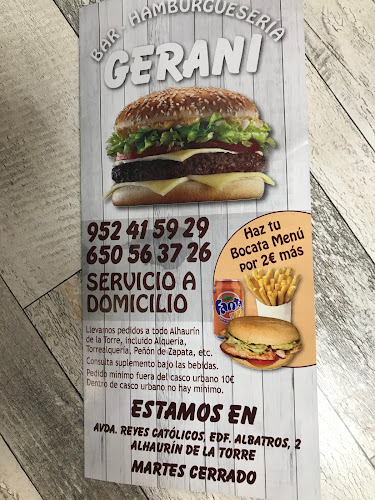 BAR HAMBURGUESERÍA
GERANI
952 41 59 29
650 56 37 26
SERVICIO A
DOMICILIO
Haz tu
Bocata Menú
por 2€ más
Fanta
Llevamos pedidos a todo Alhaurín
de la Torre, incluido Alquería,
Torrealquería, Peñón de Zapata, etc.
Consulta suplemento bajo las bebidas.
Pedido mínimo fuera del casco urbano 10€
Dentro de casco urbano no hay mínimo.
ESTAMOS EN
AVDA. REYES CATÓLICOS, EDF. ALBATROS, 2
ALHAURÍN DE LA TORRE
MARTES CERRADO